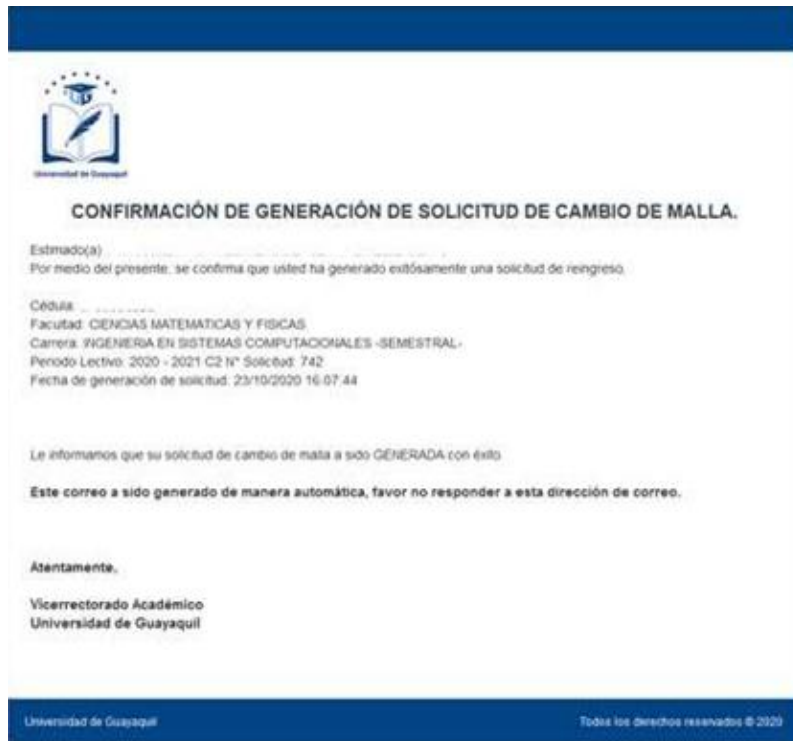 Universidad de Guayaquil
CONFIRMACIÓN DE GENERACIÓN DE SOLICITUD DE CAMBIO DE MALLA.
Estimado(a)
Por medio del presente, se confirma que usted ha generado exitósamente una solicitud de reingreso.
Cédula:
Facultad: CIENCIAS MATEMATICAS Y FISICAS
Carrera: INGENIERIA EN SISTEMAS COMPUTACIONALES -SEMESTRAL-
Periodo Lectivo: 2020 - 2021 C2 N° Solicitud: 742
Fecha de generación de solicitud: 23/10/2020 16:07:44
Le informamos que su solicitud de cambio de malla a sido GENERADA con éxito
Este correo a sido generado de manera automática, favor no responder a esta dirección de correo.
Atentamente,
Vicerrectorado Académico
Universidad de Guayaquil
Universidad de Guayaquil
Todos los derechos reservados © 2020